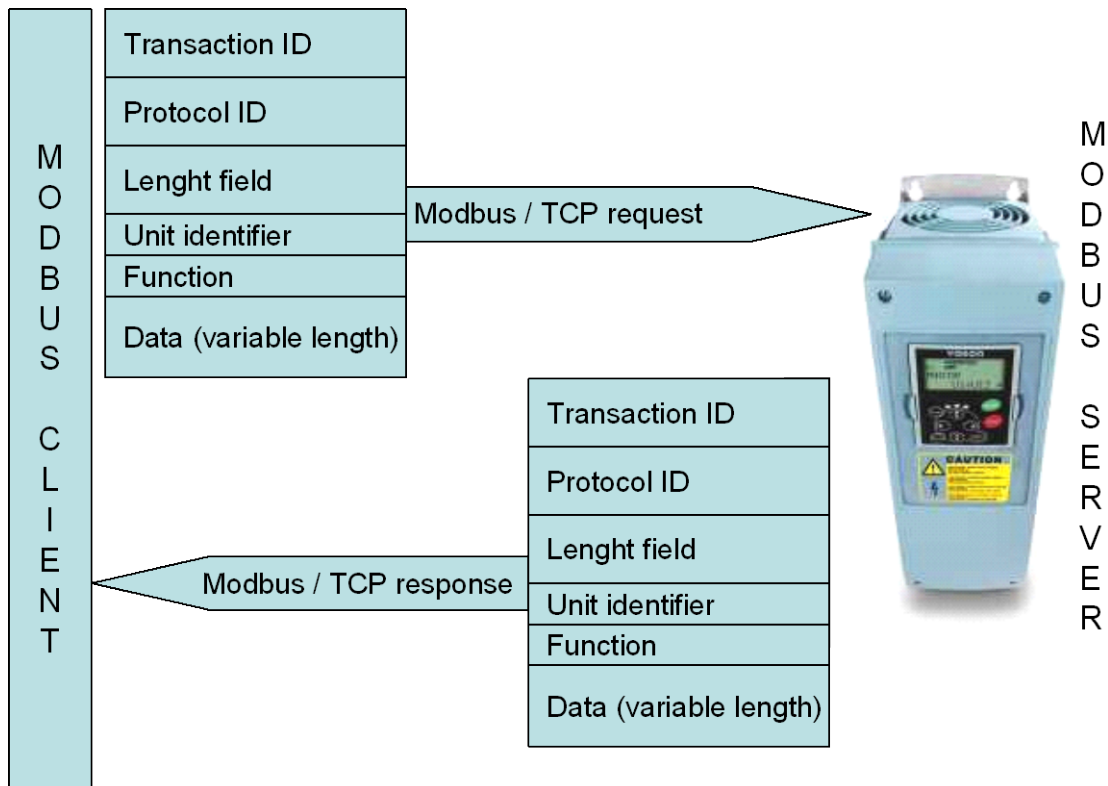 MODBUS CLIENT
Transaction ID
Protocol ID
Lenght field
Unit identifier
Function
Data (variable length)
Modbus / TCP request
MODBUS SERVER
VACON
CAUTION
Transaction ID
Protocol ID
Lenght field
Unit identifier
Function
Data (variable length)
Modbus / TCP response